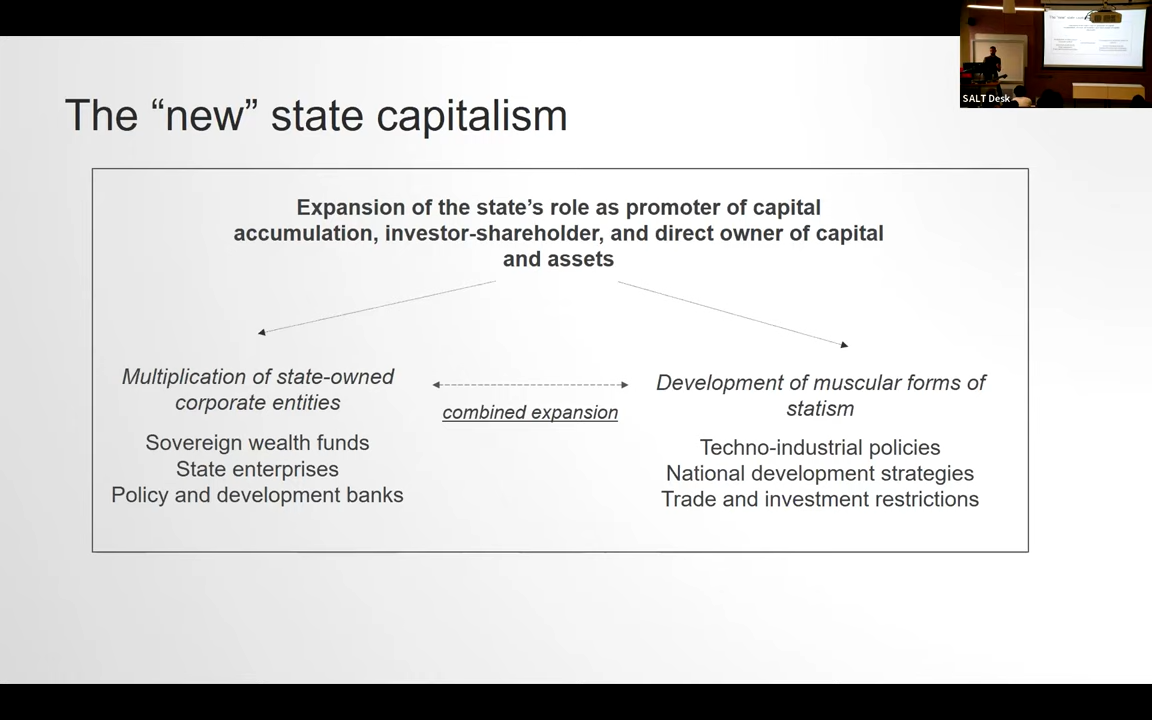 The “new” state capitalism
SALT Desk
Expansion of the state’s role as promoter of capital
accumulation, investor-shareholder, and direct owner of capital
and assets
Multiplication of state-owned
corporate entities
combined expansion
Development of muscular forms of
statism
Sovereign wealth funds
State enterprises
Policy and development banks
Techno-industrial policies
National development strategies
Trade and investment restrictions